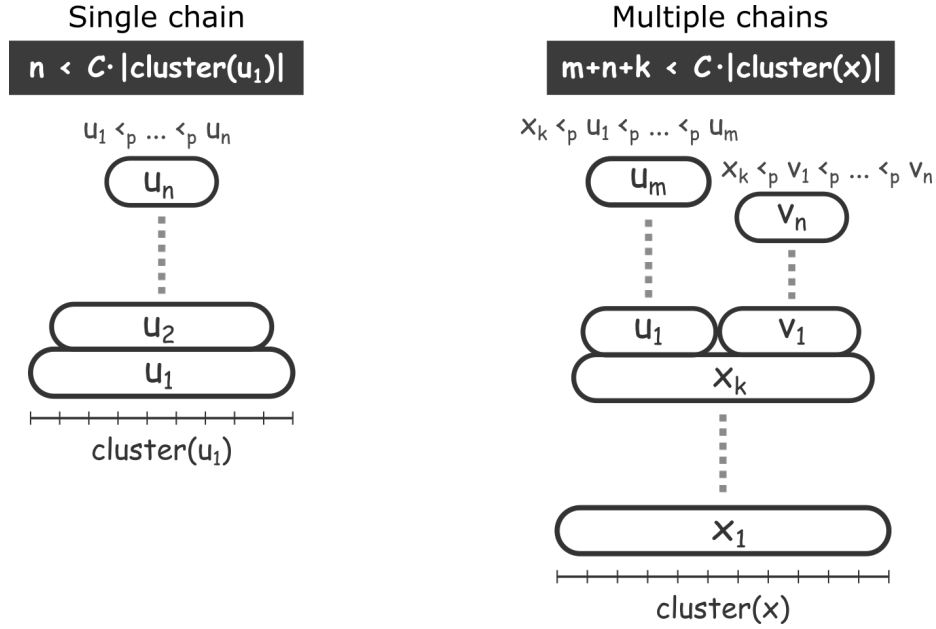 Single chain
n < C·|cluster(u₁)|
u₁ <ₚ ... <ₚ uₙ
uₙ
u₂
u₁
cluster(u₁)
Multiple chains
m+n+k < C·|cluster(x)|
xₖ <ₚ u₁ <ₚ ... <ₚ uₘ
xₖ <ₚ v₁ <ₚ ... <ₚ vₙ
uₘ
vₙ
u₁ v₁
xₖ
x₁
cluster(x)